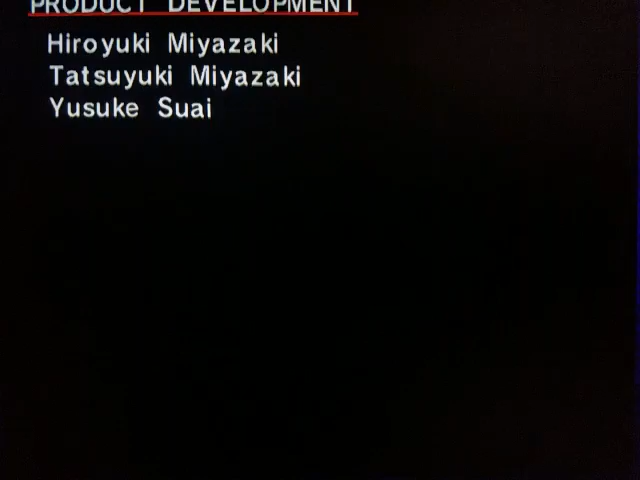 PRODUCT DEVELOPMENT
Hiroyuki Miyazaki
Tatsuyuki Miyazaki
Yusuke Suai